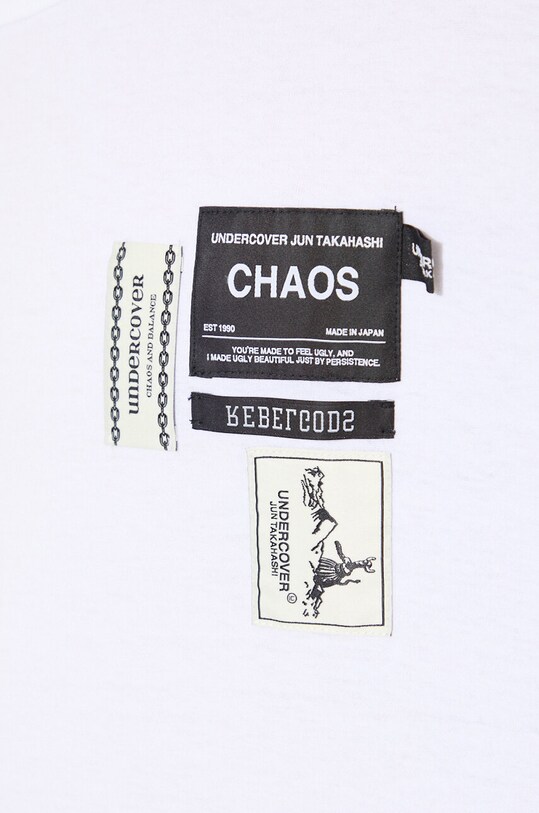 UNDERCOVER JUN TAKAHASHI
CHAOS
EST 1990
MADE IN JAPAN
YOU'RE MADE TO FEEL UGLY, AND
I MADE UGLY BEAUTIFUL JUST BY PERSISTENCE.
undercover
CHAOS AND BALANCE
REBELGODS
UNDERCOVER©
JUN TAKAHASHI